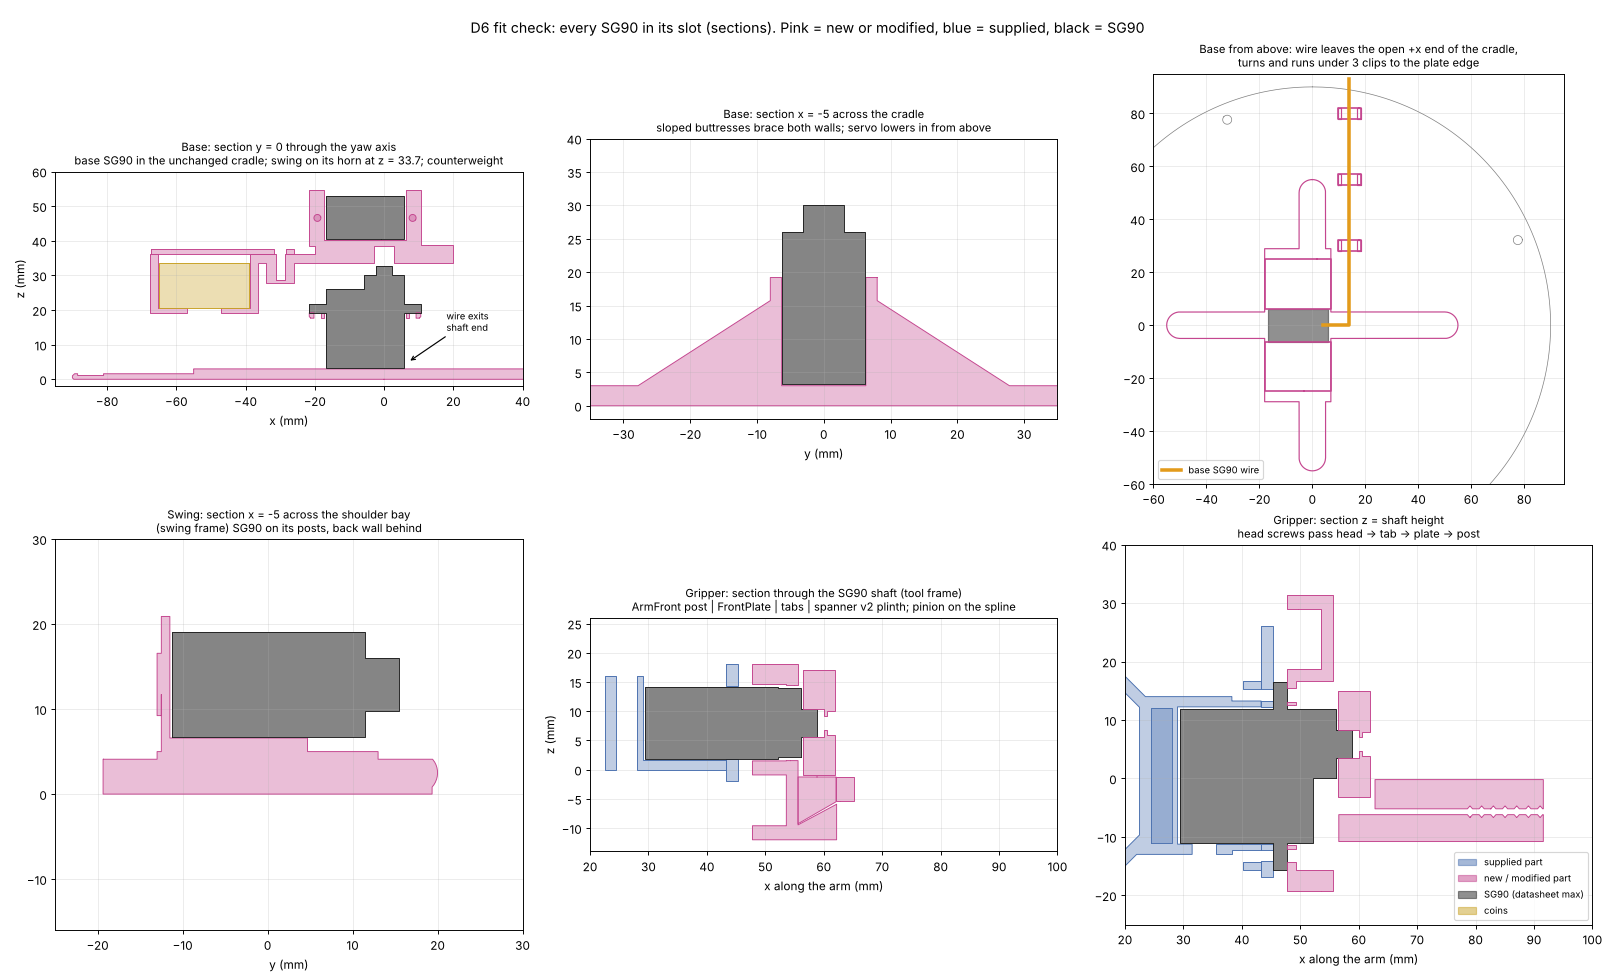 D6 fit check: every SG90 in its slot (sections). Pink = new or modified, blue = supplied, black = SG90
Base: section y = 0 through the yaw axis
base SG90 in the unchanged cradle; swing on its horn at z = 33.7; counterweight
60
50
40
30
20
10
0
z (mm)
wire exits
shaft end
−80 −60 −40 −20 0 20 40
x (mm)
Base: section x = -5 across the cradle
sloped buttresses brace both walls; servo lowers in from above
40
35
30
25
20
15
10
5
0
−30 −20 −10 0 10 20 30
y (mm)
Base from above: wire leaves the open +x end of the cradle,
turns and runs under 3 clips to the plate edge
80
60
40
20
0
−20
−40
−60
base SG90 wire
−60 −40 −20 0 20 40 60 80
Swing: section x = -5 across the shoulder bay
(swing frame) SG90 on its posts, back wall behind
30
20
10
0
−10
−20 −10 0 10 20 30
y (mm)
Gripper: section through the SG90 shaft (tool frame)
ArmFront post | FrontPlate | tabs | spanner v2 plinth; pinion on the spline
25
20
15
10
5
0
−5
−10
z (mm)
20 30 40 50 60 70 80 90 100
x along the arm (mm)
Gripper: section z = shaft height
head screws pass head → tab → plate → post
40
30
20
10
0
−10
−20
supplied part
new / modified part
SG90 (datasheet max)
coins
20 30 40 50 60 70 80 90 100
x along the arm (mm)